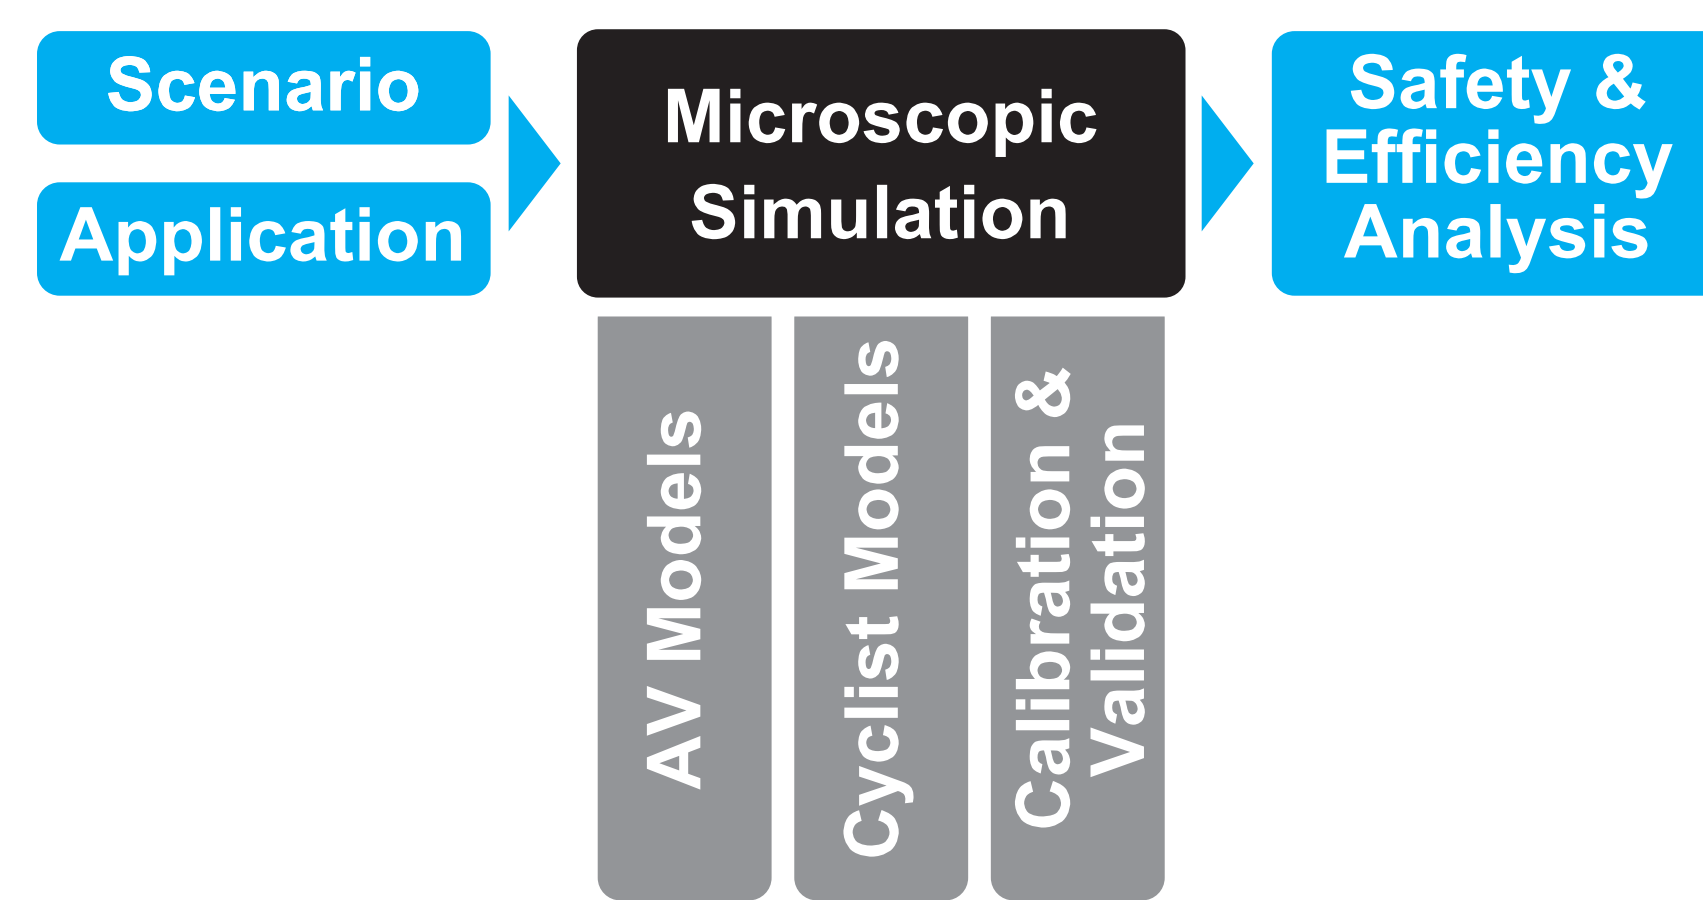 Scenario
Application
Microscopic
Simulation
Safety &
Efficiency
Analysis
AV Models
Cyclist Models
Calibration &
Validation